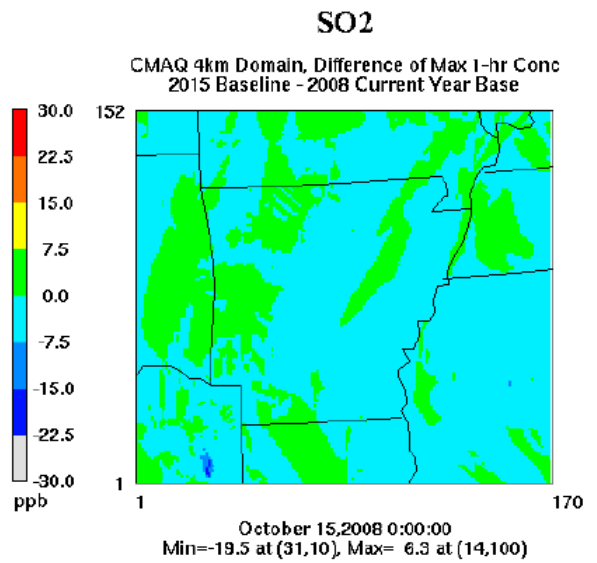 SO2
CMAQ 4km Domain, Difference of Max 1-hr Conc
2015 Baseline - 2008 Current Year Base
30.0
22.5
15.0
7.5
0.0
-7.5
-15.0
-22.5
-30.0
ppb
152
1
1
170
October 15,2008 0:00:00
Min=-19.5 at (31,10), Max= 6.3 at (14,100)